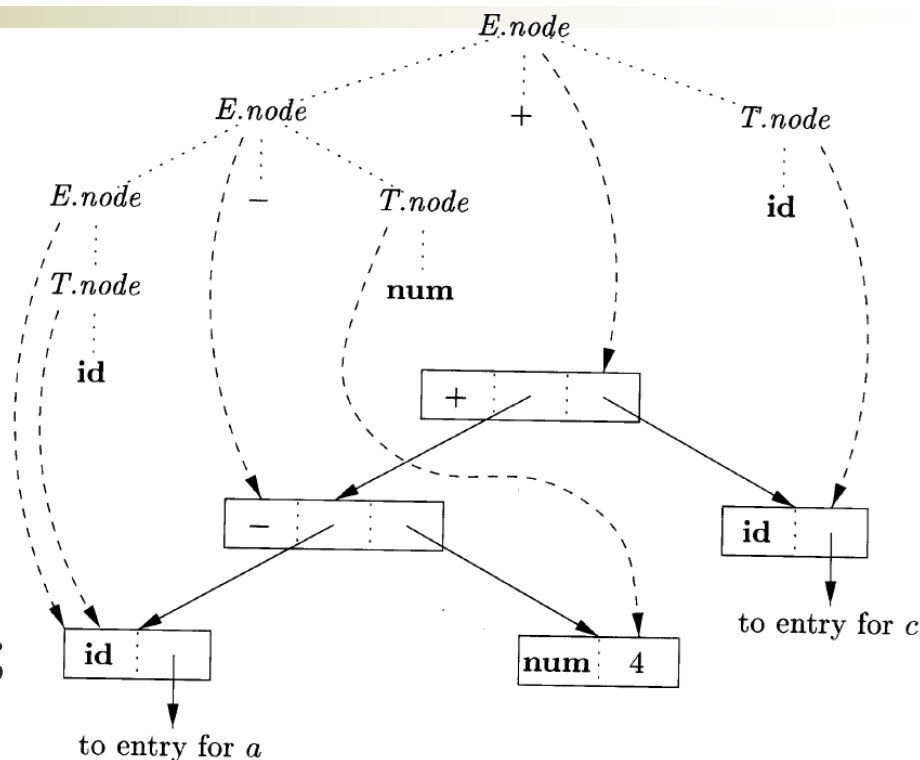 E.node
E.node + T.node
E.node − T.node id
T.node num
id
+
− id
to entry for c
id num 4
to entry for a